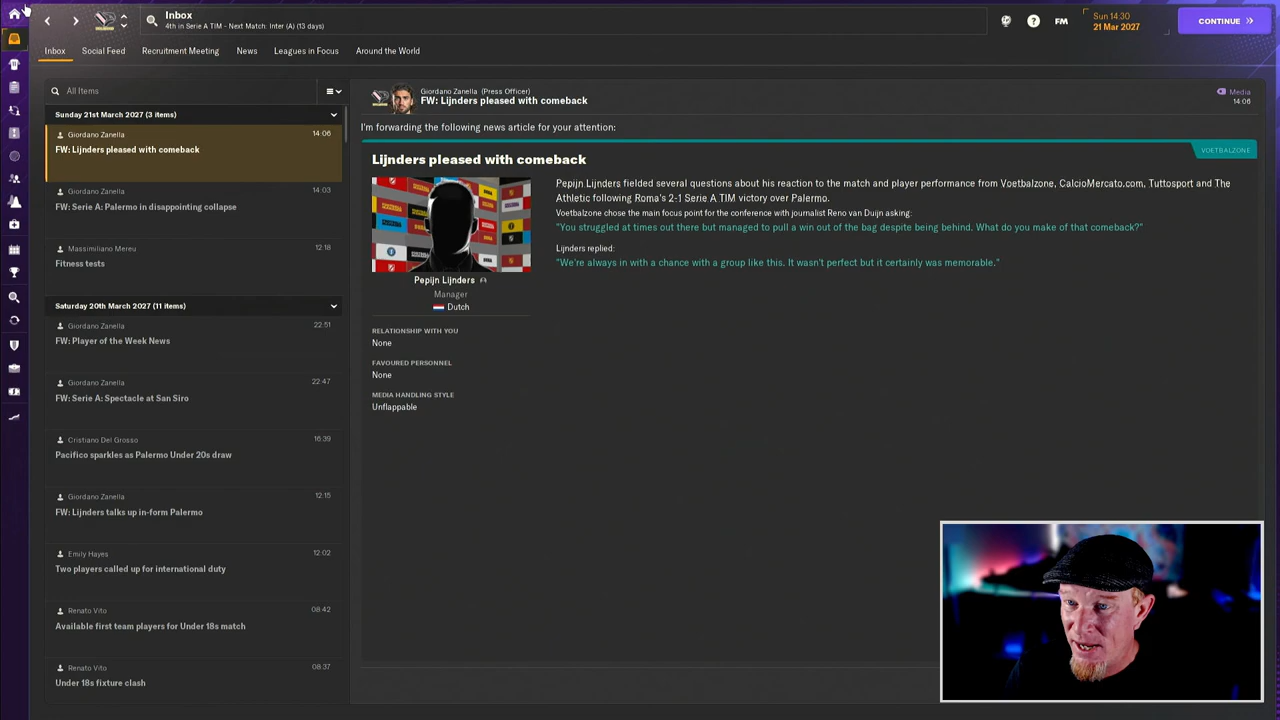 Inbox
4th in Serie A TIM - Next Match: Inter (A) (13 days)
FM
Sun 14:30
21 Mar 2027
CONTINUE
Inbox
Social Feed
Recruitment Meeting
News
Leagues in Focus
Around the World
All Items
Sunday 21st March 2027 (3 items)
Giordano Zanella
14:06
FW: Lijnders pleased with comeback
Giordano Zanella
14:03
FW: Serie A: Palermo in disappointing collapse
Massimiliano Mereu
12:18
Fitness tests
Saturday 20th March 2027 (11 items)
Giordano Zanella
22:51
FW: Player of the Week News
Giordano Zanella
22:47
FW: Serie A: Spectacle at San Siro
Cristiano Del Grosso
16:39
Pacifico sparkles as Palermo Under 20s draw
Giordano Zanella
12:15
FW: Lijnders talks up in-form Palermo
Emily Hayes
12:02
Two players called up for international duty
Renato Vito
08:42
Available first team players for Under 18s match
Renato Vito
08:37
Under 18s fixture clash
Giordano Zanella (Press Officer)
FW: Lijnders pleased with comeback
Media
14:06
I'm forwarding the following news article for your attention:
VOETBALZONE
Lijnders pleased with comeback
Pepijn Lijnders fielded several questions about his reaction to the match and player performance from Voetbalzone, CalcioMercato.com, Tuttosport and The
Athletic following Roma's 2-1 Serie A TIM victory over Palermo.
Voetbalzone chose the main focus point for the conference with journalist Reno van Duijn asking:
"You struggled at times out there but managed to pull a win out of the bag despite being behind. What do you make of that comeback?"
Lijnders replied:
"We're always in with a chance with a group like this. It wasn't perfect but it certainly was memorable."
Pepijn Lijnders
Manager
Dutch
RELATIONSHIP WITH YOU
None
FAVOURED PERSONNEL
None
MEDIA HANDLING STYLE
Unflappable